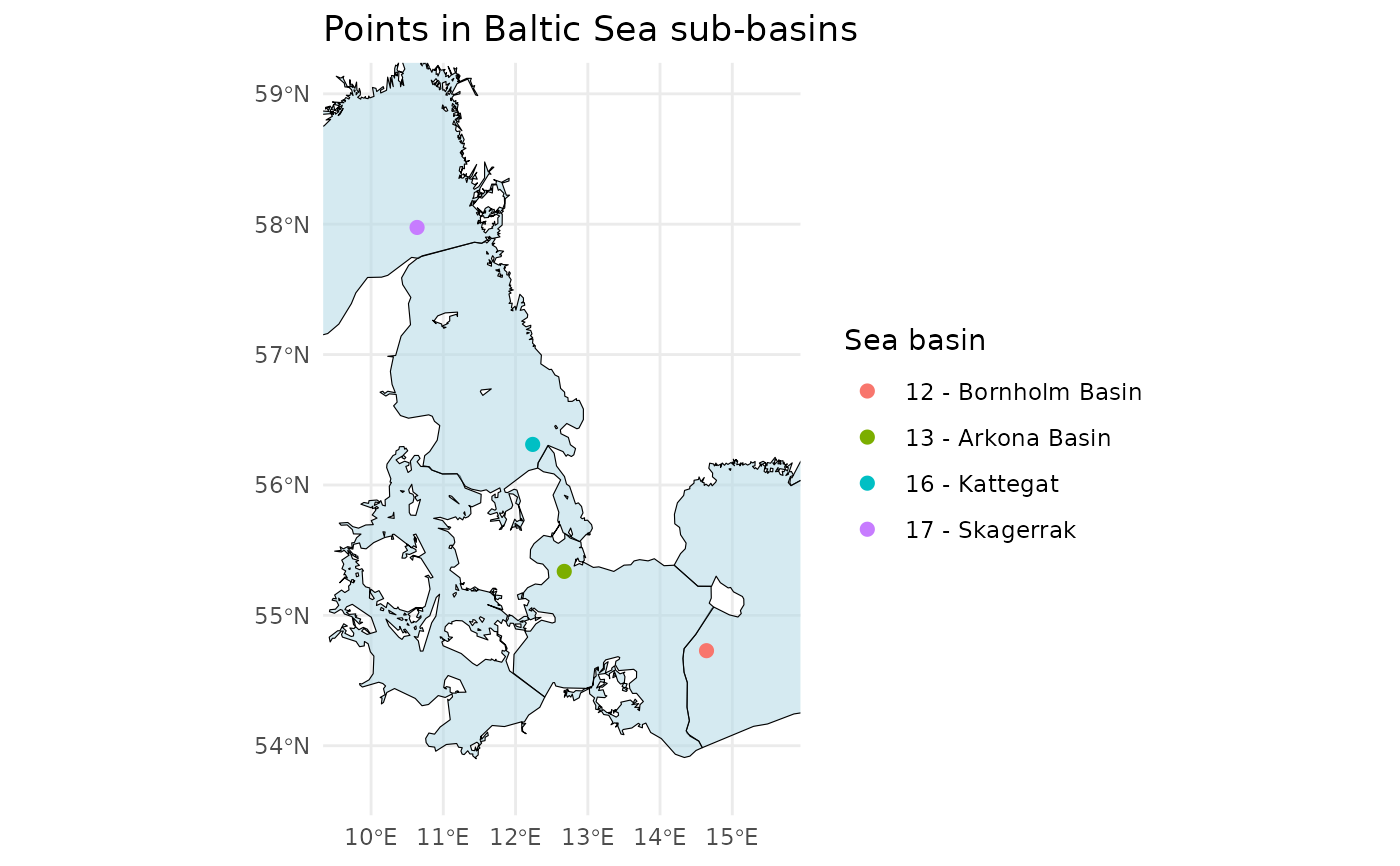 Points in Baltic Sea sub-basins
59°N
58°N
57°N
56°N
55°N
54°N
10°E 11°E 12°E 13°E 14°E 15°E
Sea basin
12 - Bornholm Basin
13 - Arkona Basin
16 - Kattegat
17 - Skagerrak